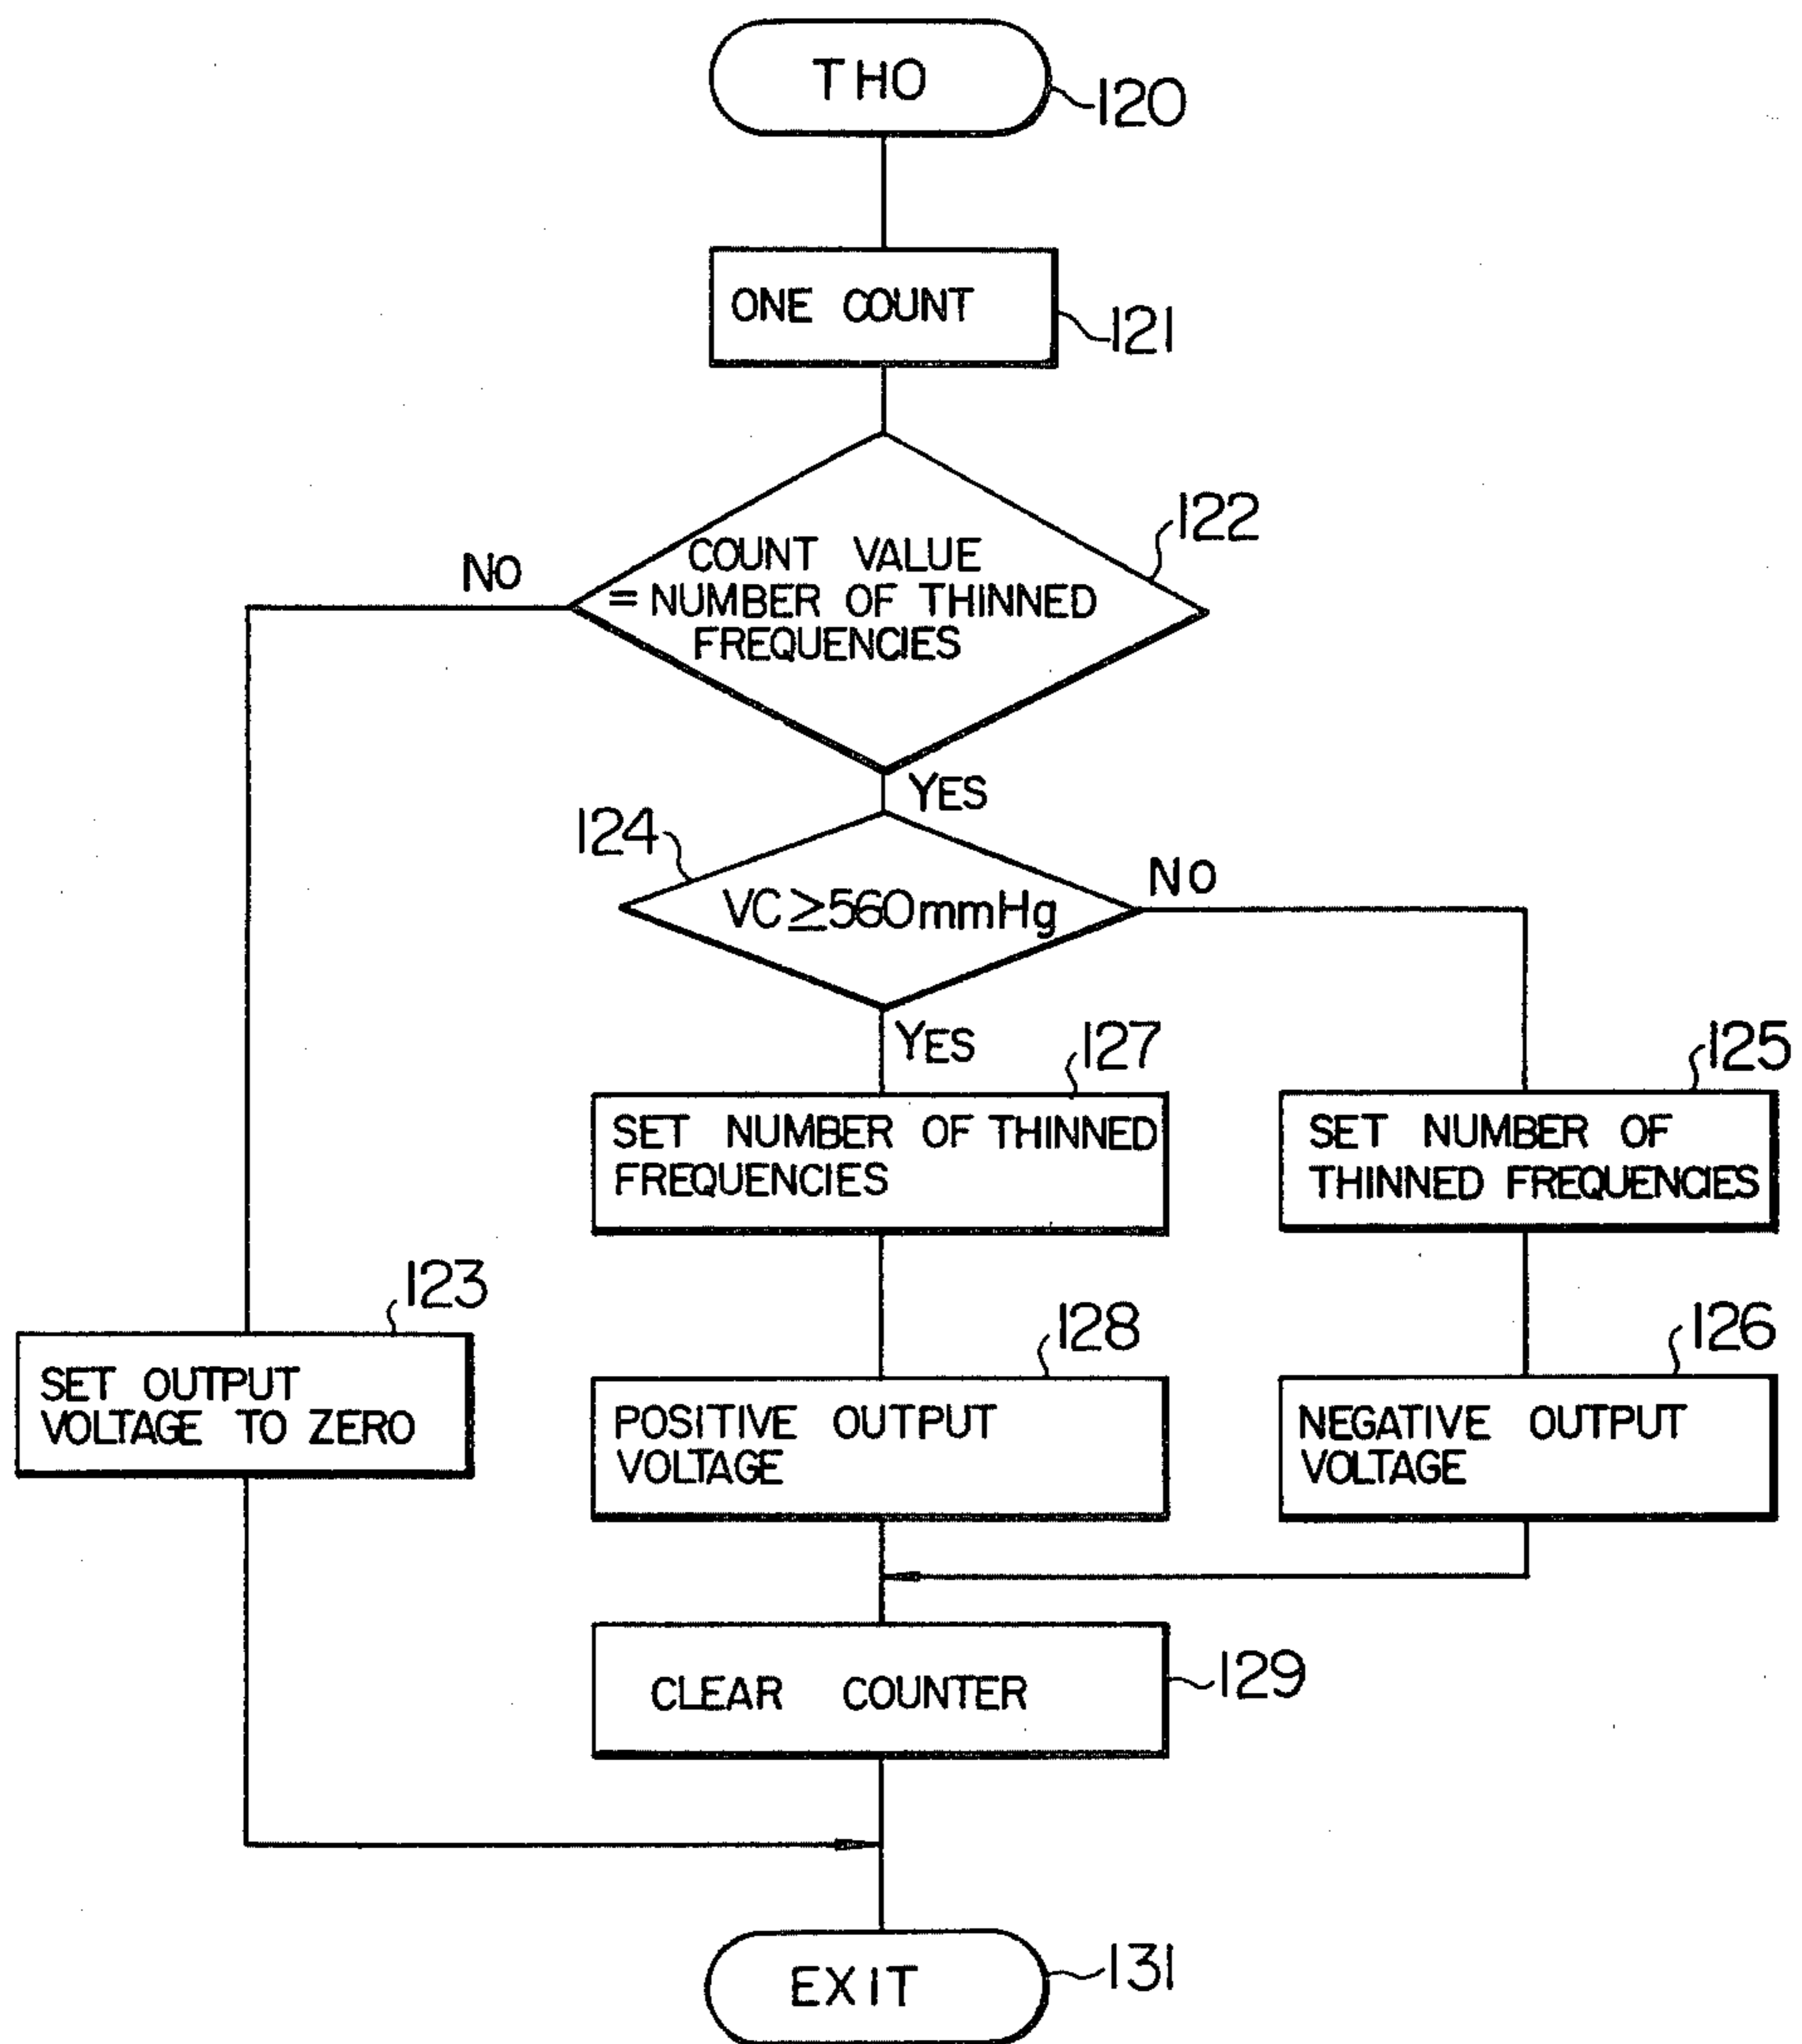 THO
120
ONE COUNT
121
COUNT VALUE
= NUMBER OF THINNED
FREQUENCIES
122
NO
YES
124
VC ≥ 560mmHg
NO
YES
127
SET NUMBER OF THINNED
FREQUENCIES
125
SET NUMBER OF
THINNED FREQUENCIES
123
SET OUTPUT
VOLTAGE TO ZERO
128
POSITIVE OUTPUT
VOLTAGE
126
NEGATIVE OUTPUT
VOLTAGE
CLEAR COUNTER
129
EXIT
131